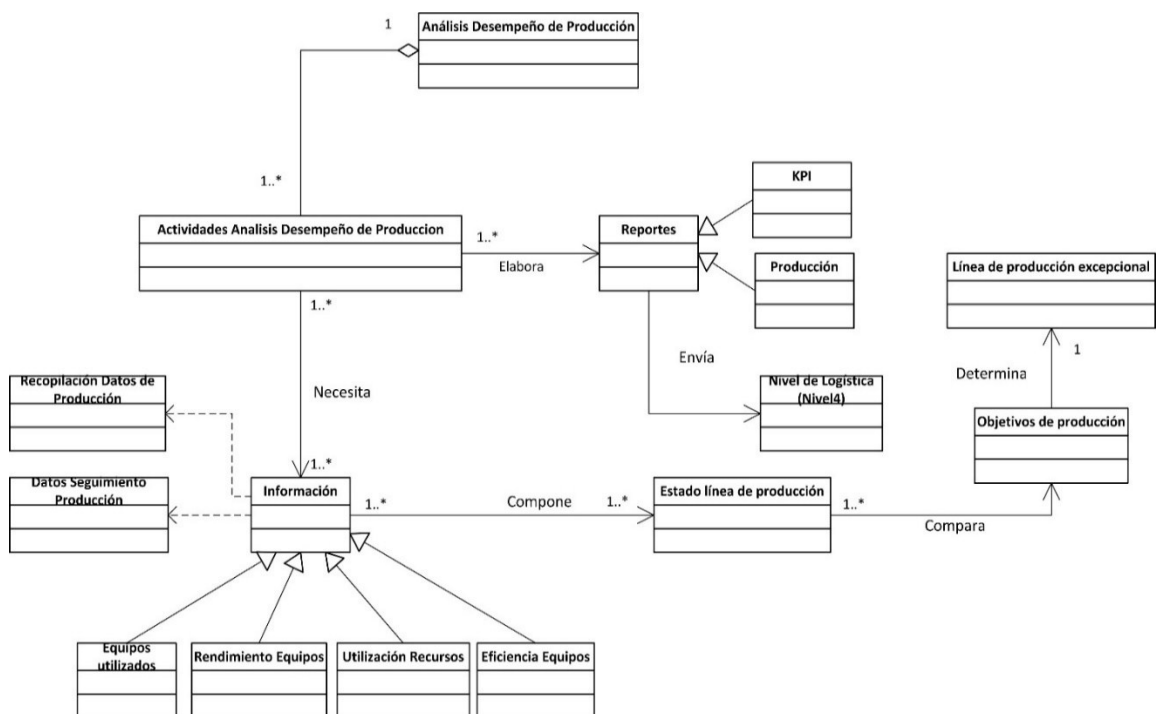 1
Análisis Desempeño de Producción
1..*
KPI
Actividades Analisis Desempeño de Produccion
1..*
Elabora
Reportes
Producción
Línea de producción excepcional
1..*
Envía
1
Determina
Necesita
Recopilación Datos de
Producción
Nivel de Logística
(Nivel4)
Objetivos de producción
1..*
Datos Seguimiento
Producción
Información
1..*
Compone
1..*
Estado línea de producción
1..*
Compara
Equipos
utilizados
Rendimiento Equipos
Utilización Recursos
Eficiencia Equipos